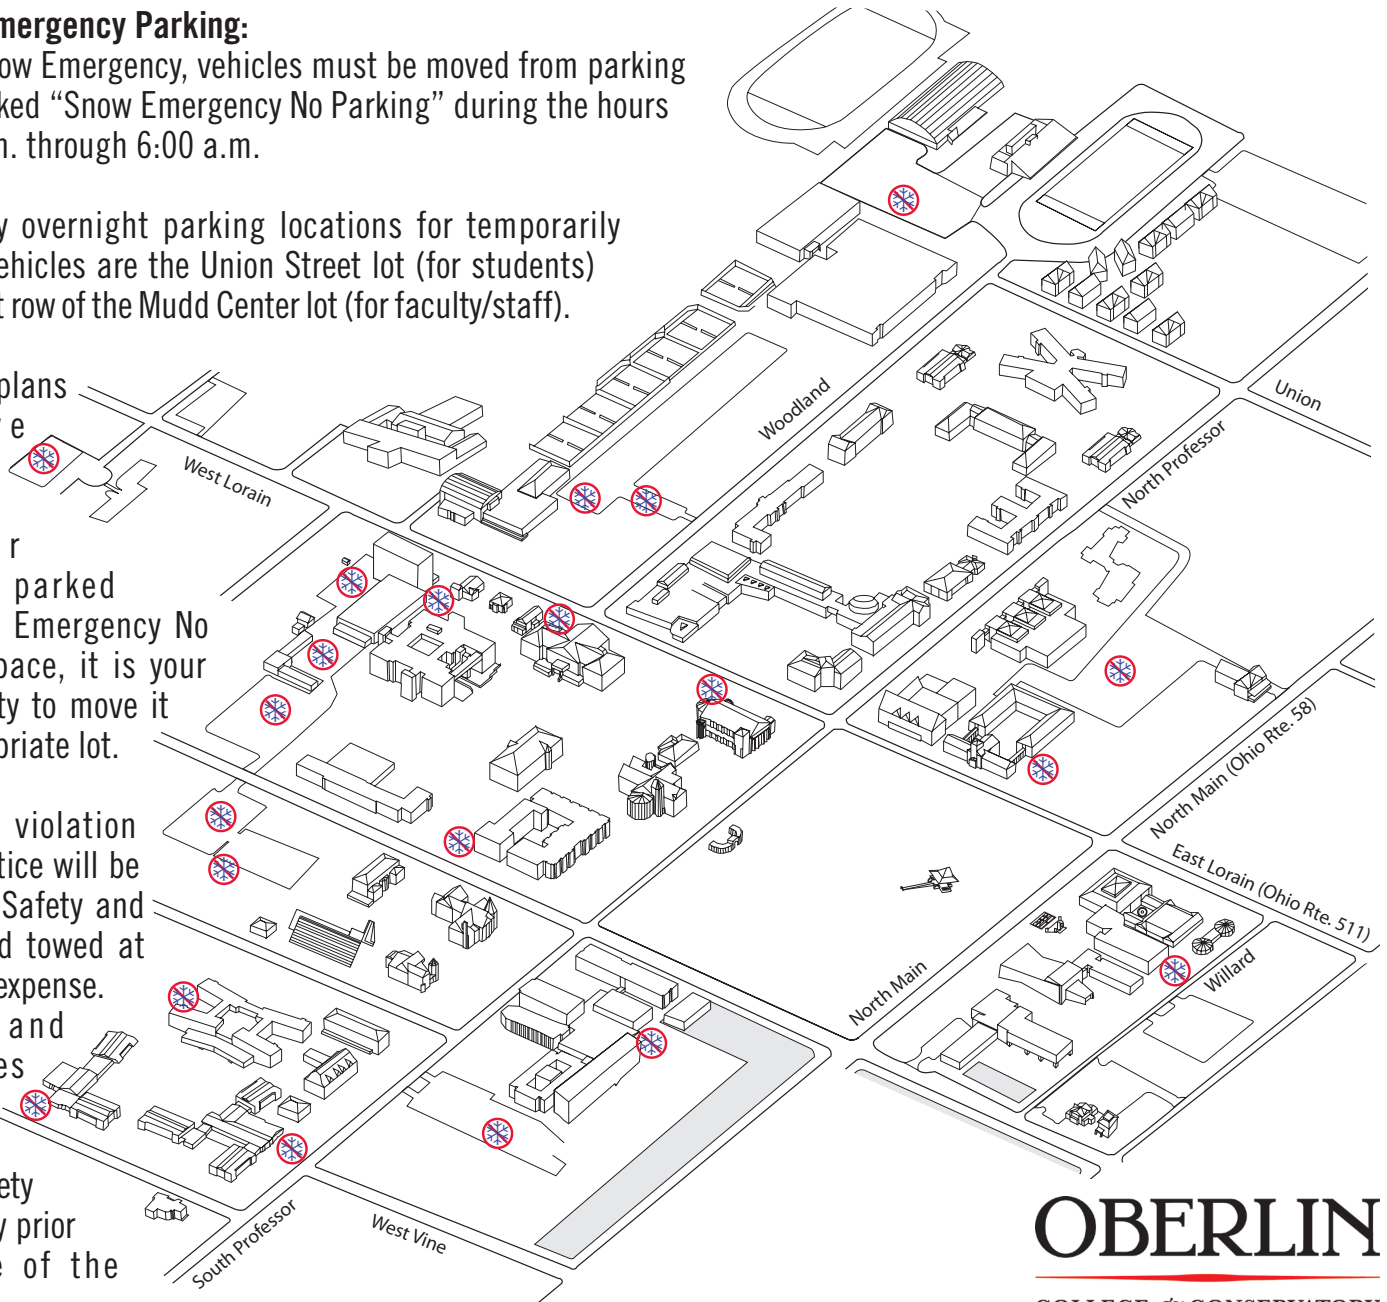 mergency Parking:
ow Emergency, vehicles must be moved from parking
ked “Snow Emergency No Parking” during the hours
n. through 6:00 a.m.
y overnight parking locations for temporarily
ehicles are the Union Street lot (for students)
t row of the Mudd Center lot (for faculty/staff).
plans
e
r
parked
Emergency No
pace, it is your
ty to move it
priate lot.
violation
tice will be
Safety and
d towed at
expense.
and
es
ety
y prior
e of the
West Lorain
Woodland
Union
North Professor
North Main (Ohio Rte. 58)
East Lorain (Ohio Rte. 511)
Willard
North Main
South Professor
West Vine
OBERLIN
COLLEGE & CONSERVATORY